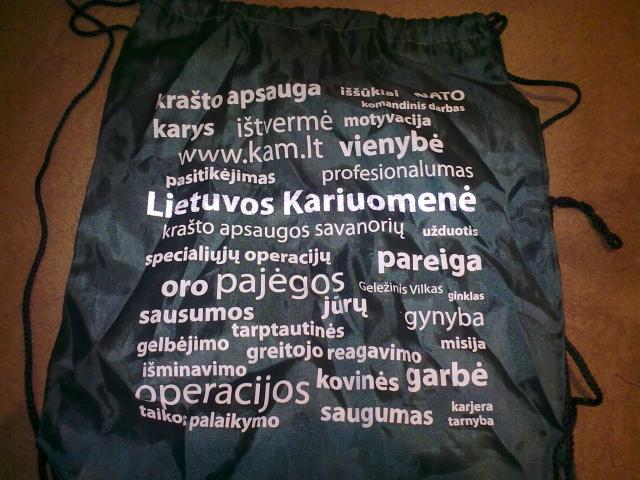 krašto apsauga iššūkiai NATO
komandinis darbas
karys ištvermė motyvacija
www.kam.lt vienybė
pasitikėjimas profesionalumas
Lietuvos Kariuomenė
krašto apsaugos savanorių užduotis
specialiųjų operacijų pareiga
oro pajėgos Geležinis Vilkas ginklas
sausumos jūrų gynyba
tarptautinės
gelbėjimo greitojo reagavimo misija
išminavimo
operacijos kovinės garbė
taikos palaikymo saugumas karjera
tarnyba